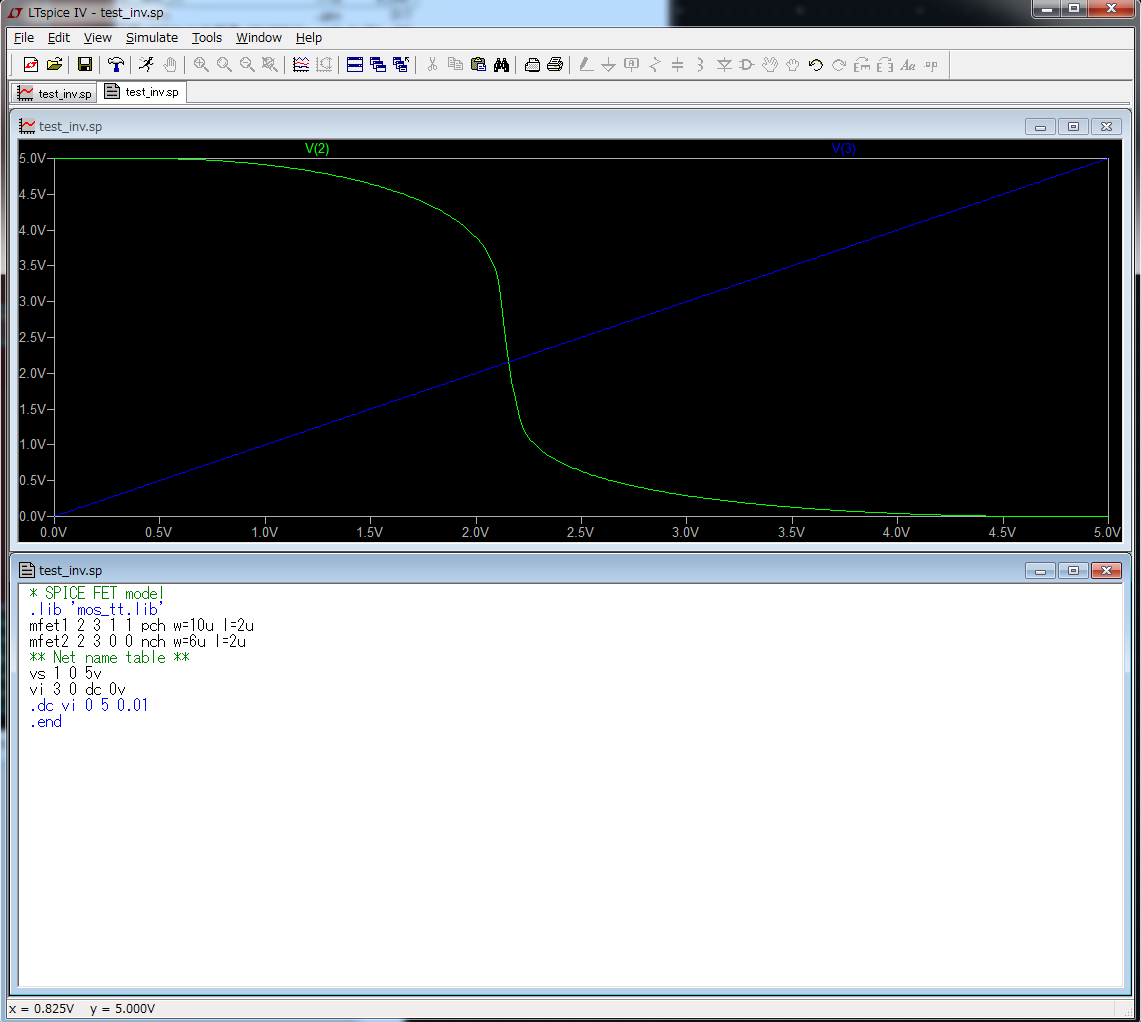 LTspice IV - test_inv.sp
File Edit View Simulate Tools Window Help
test_inv.sp test_inv.sp
test_inv.sp
V(2) V(3)
5.0V
4.5V
4.0V
3.5V
3.0V
2.5V
2.0V
1.5V
1.0V
0.5V
0.0V
0.0V 0.5V 1.0V 1.5V 2.0V 2.5V 3.0V 3.5V 4.0V 4.5V 5.0V
test_inv.sp
* SPICE FET model
.lib 'mos_tt.lib'
mfet1 2 3 1 1 pch w=10u l=2u
mfet2 2 3 0 0 nch w=6u l=2u
** Net name table **
vs 1 0 5v
vi 3 0 dc 0v
.dc vi 0 5 0.01
.end
x = 0.825V y = 5.000V